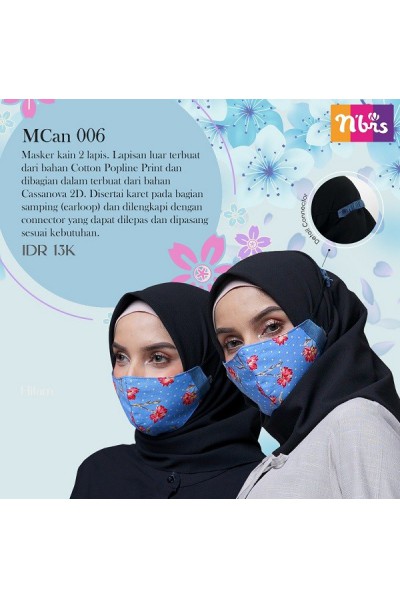 nbrs
MCan 006
Masker kain 2 lapis. Lapisan luar terbuat
dari bahan Cotton Popline Print dan
dibagian dalam terbuat dari bahan
Cassanova 2D. Disertai karet pada bagian
samping (earloop) dan dilengkapi dengan
connector yang dapat dilepas dan dipasang
sesuai kebutuhan.
IDR 13K
Detail Connector